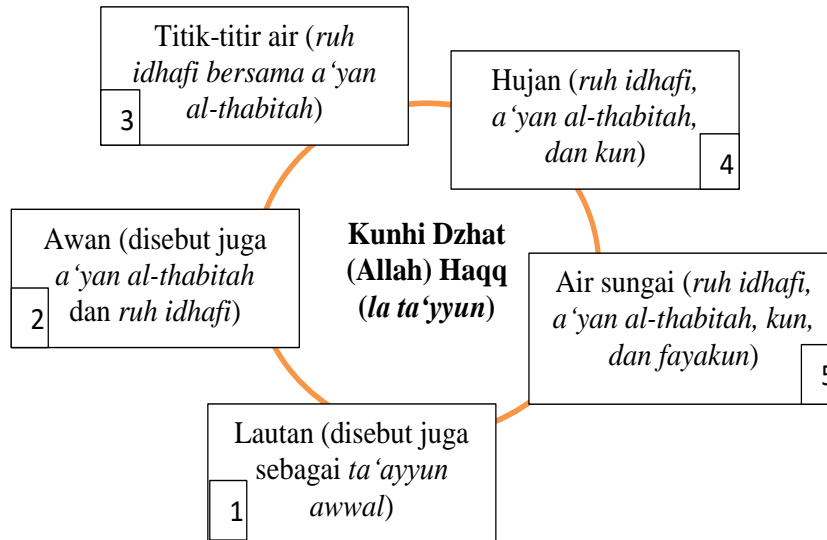 Titik-titir air (ruh
idhafi bersama a‘yan
al-thabitah)
3
Hujan (ruh idhafi,
a‘yan al-thabitah,
dan kun)
4
Awan (disebut juga
a‘yan al-thabitah
dan ruh idhafi)
2
Kunhi Dzhat
(Allah) Haqq
(la ta‘yyun)
Air sungai (ruh idhafi,
a‘yan al-thabitah, kun,
dan fayakun)
5
Lautan (disebut juga
sebagai ta‘ayyun
awwal)
1